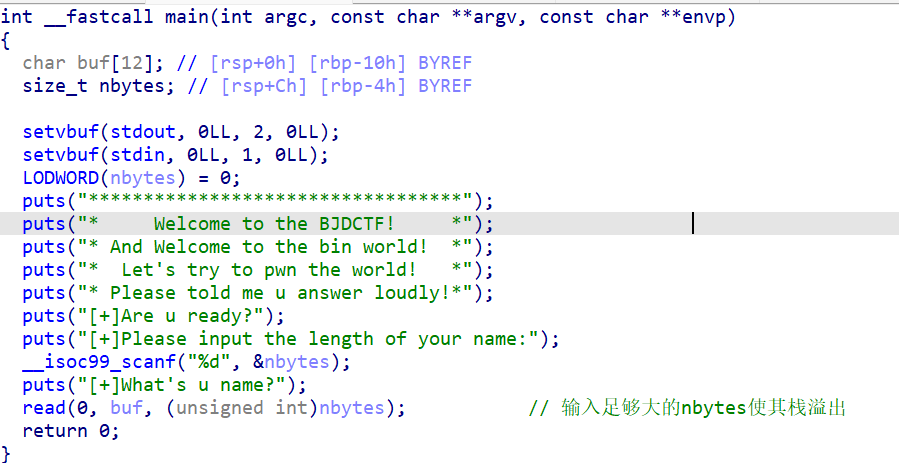 int __fastcall main(int argc, const char **argv, const char **envp)
{
  char buf[12]; // [rsp+0h] [rbp-10h] BYREF
  size_t nbytes; // [rsp+Ch] [rbp-4h] BYREF

  setvbuf(stdout, 0LL, 2, 0LL);
  setvbuf(stdin, 0LL, 1, 0LL);
  LODWORD(nbytes) = 0;
  puts("**********************************");
  puts("*     Welcome to the BJDCTF!     *");
  puts("* And Welcome to the bin world!  *");
  puts("*  Let's try to pwn the world!   *");
  puts("* Please told me u answer loudly!*");
  puts("[+]Are u ready?");
  puts("[+]Please input the length of your name:");
  __isoc99_scanf("%d", &nbytes);
  puts("[+]What's u name?");
  read(0, buf, (unsigned int)nbytes);           // 输入足够大的nbytes使其栈溢出
  return 0;
}